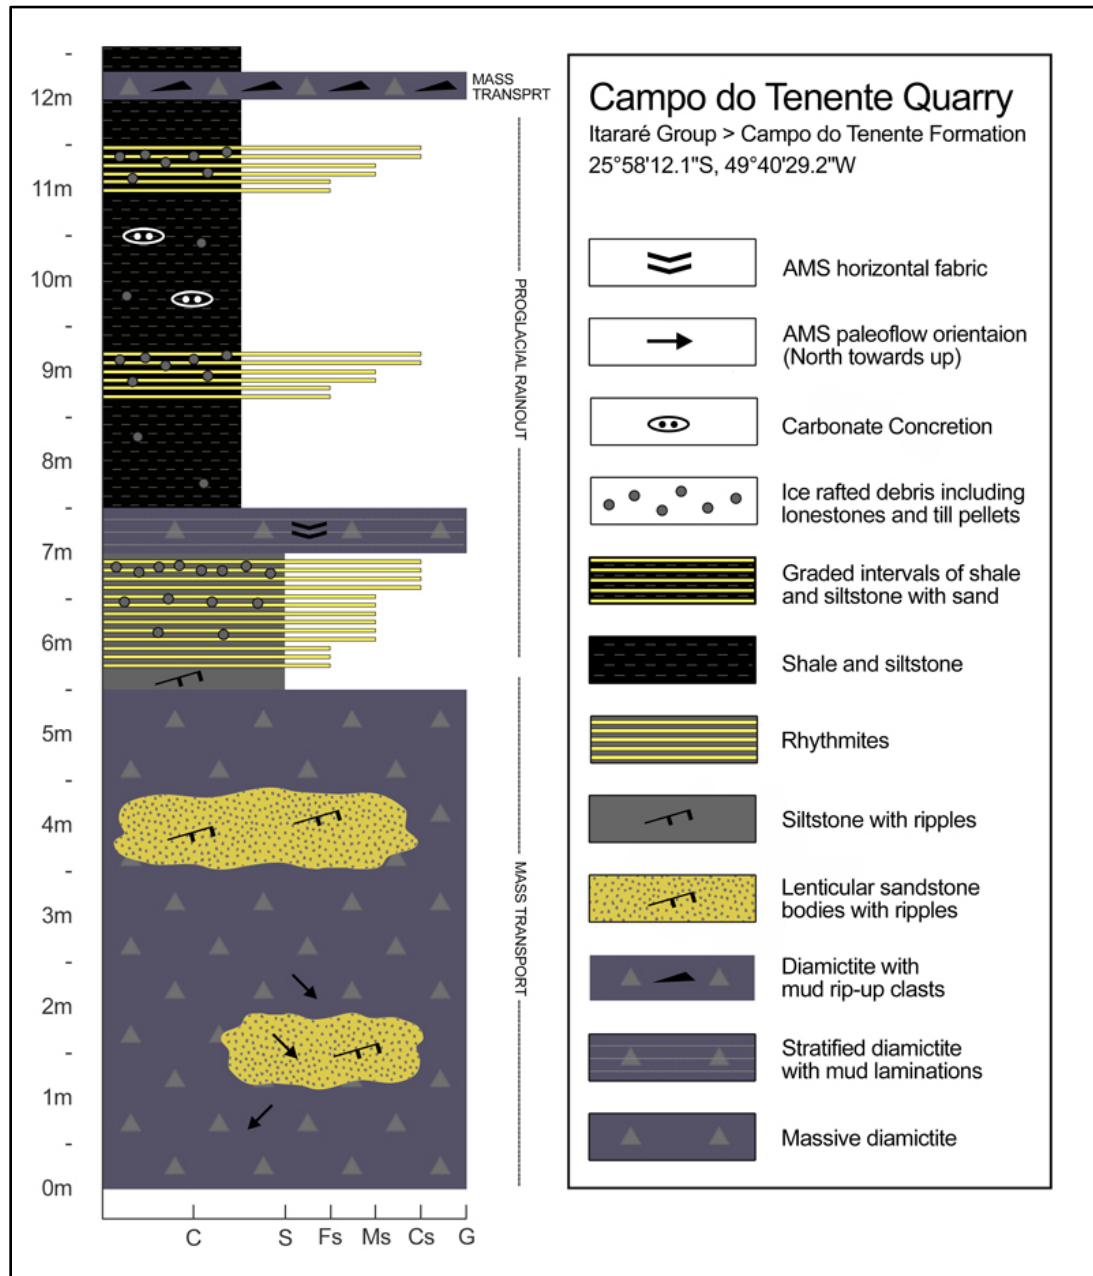 12m
11m
10m
9m
8m
7m
6m
5m
4m
3m
2m
1m
0m
C S Fs Ms Cs G
MASS
TRANSPRT
PROGLACIAL RAINOUT
MASS TRANSPORT
Campo do Tenente Quarry
Itararé Group > Campo do Tenente Formation
25°58'12.1"S, 49°40'29.2"W
AMS horizontal fabric
AMS paleoflow orientaion
(North towards up)
Carbonate Concretion
Ice rafted debris including
lonestones and till pellets
Graded intervals of shale
and siltstone with sand
Shale and siltstone
Rhythmites
Siltstone with ripples
Lenticular sandstone
bodies with ripples
Diamictite with
mud rip-up clasts
Stratified diamictite
with mud laminations
Massive diamictite